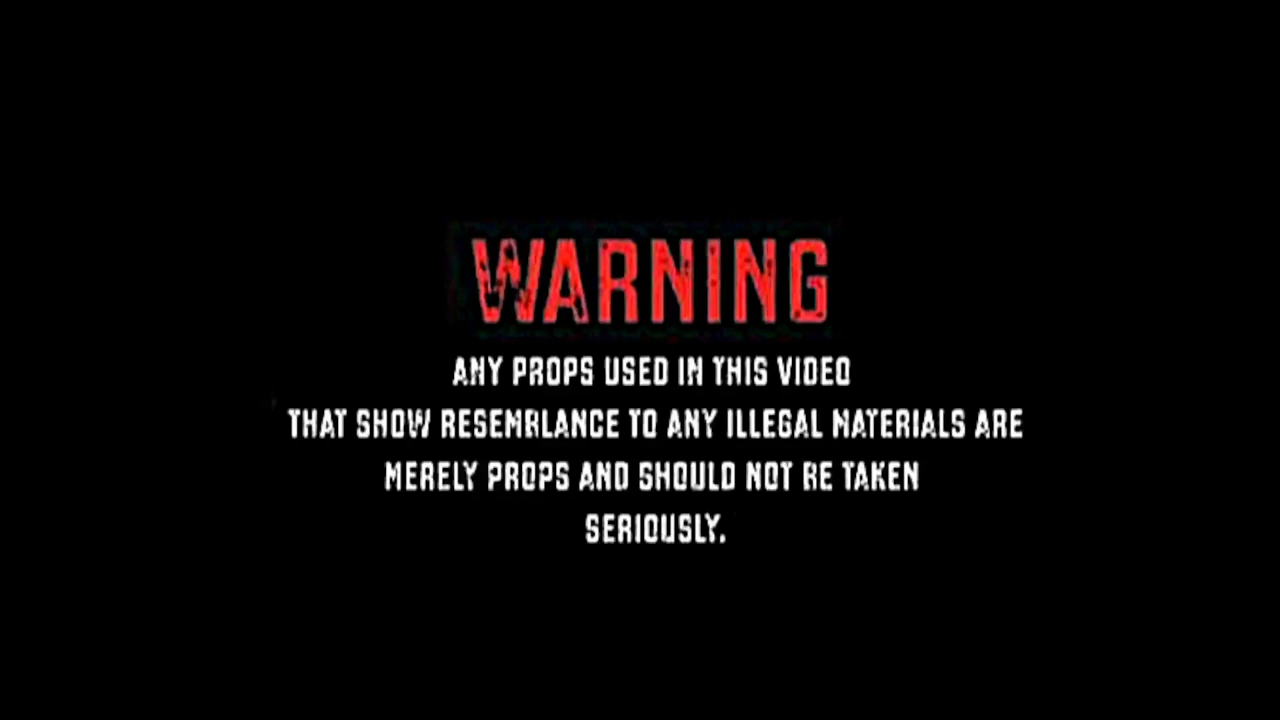 WARNING
ANY PROPS USED IN THIS VIDEO
THAT SHOW RESEMBLANCE TO ANY ILLEGAL MATERIALS ARE
MERELY PROPS AND SHOULD NOT BE TAKEN
SERIOUSLY.